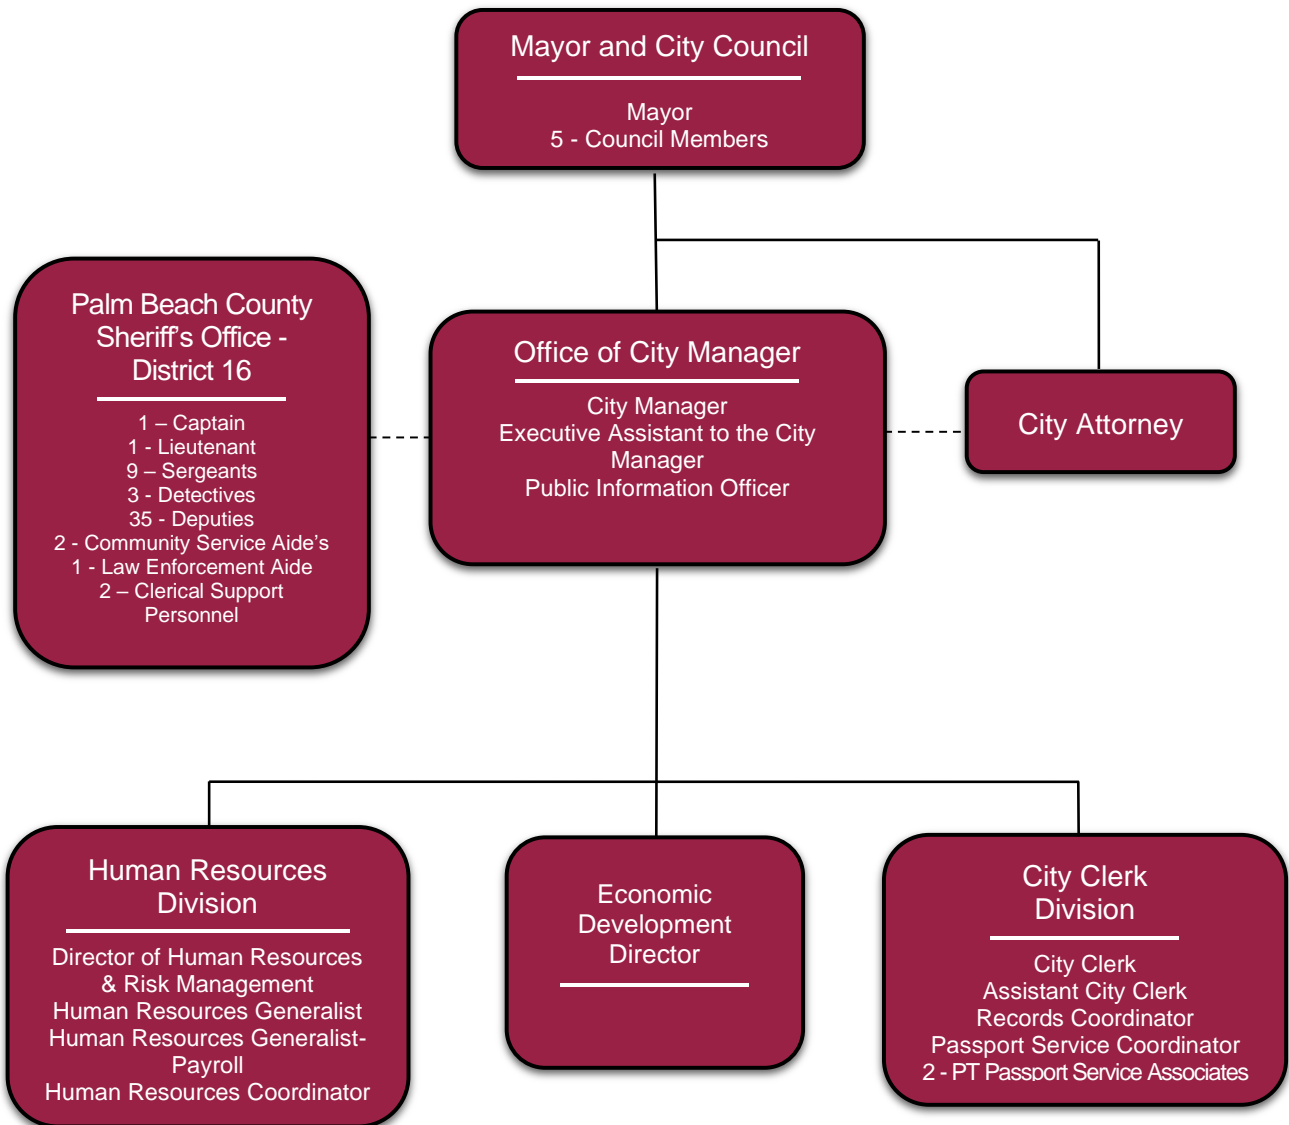 Mayor and City Council
Mayor
5 - Council Members
Palm Beach County
Sheriff’s Office -
District 16
1 – Captain
1 - Lieutenant
9 – Sergeants
3 - Detectives
35 - Deputies
2 - Community Service Aide’s
1 - Law Enforcement Aide
2 – Clerical Support
Personnel
Office of City Manager
City Manager
Executive Assistant to the City
Manager
Public Information Officer
City Attorney
Human Resources
Division
Director of Human Resources
& Risk Management
Human Resources Generalist
Human Resources Generalist-
Payroll
Human Resources Coordinator
Economic
Development
Director
City Clerk
Division
City Clerk
Assistant City Clerk
Records Coordinator
Passport Service Coordinator
2 - PT Passport Service Associates